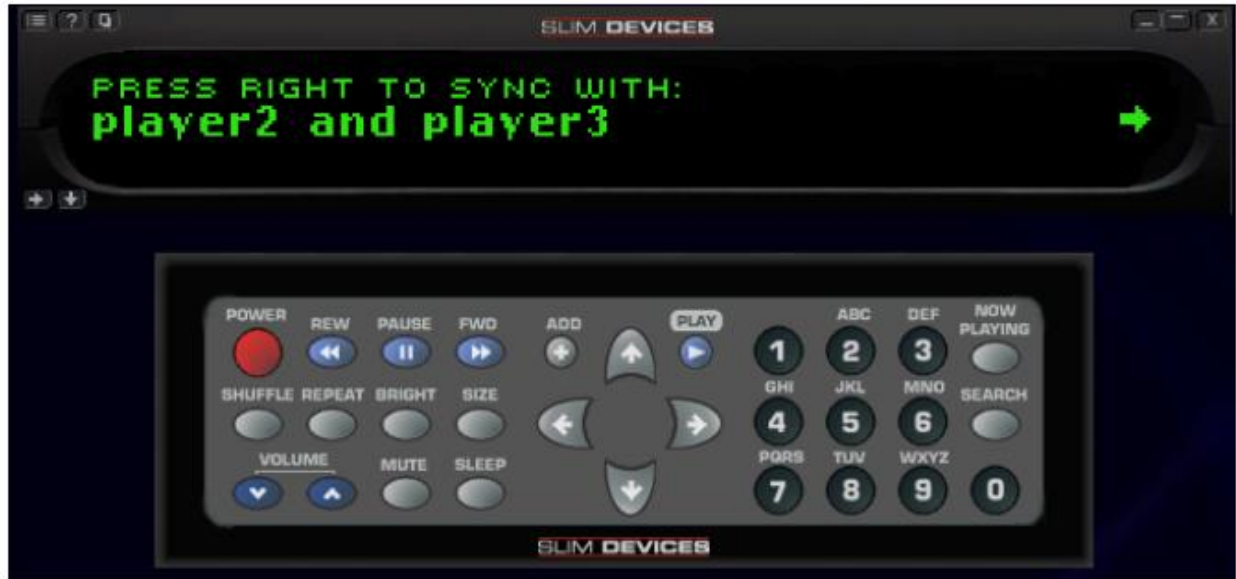 ?
SLIM DEVICES
X
PRESS RIGHT TO SYNC WITH:
player2 and player3
POWER REW PAUSE FWD ADD PLAY ABC DEF NOW PLAYING
1 2 3
SHUFFLE REPEAT BRIGHT SIZE GHI JKL MNO SEARCH
4 5 6
VOLUME MUTE SLEEP PQRS TUV WXYZ
7 8 9 0
SLIM DEVICES